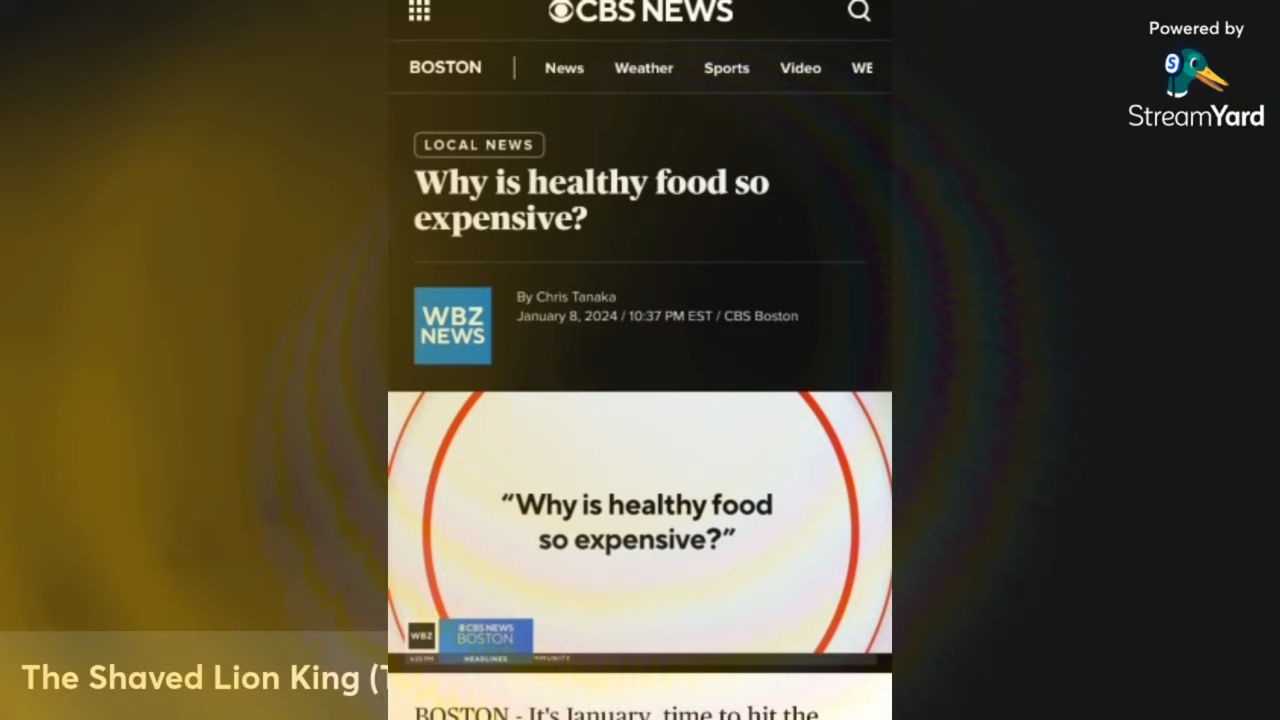 CBS NEWS
Powered by
StreamYard
BOSTON | News Weather Sports Video WE
LOCAL NEWS
Why is healthy food so
expensive?
WBZ
NEWS
By Chris Tanaka
January 8, 2024 / 10:37 PM EST / CBS Boston
“Why is healthy food
so expensive?”
WBZ
CBS NEWS
BOSTON
HEADLINES
The Shaved Lion King (T
BOSTON - It's January, time to hit the